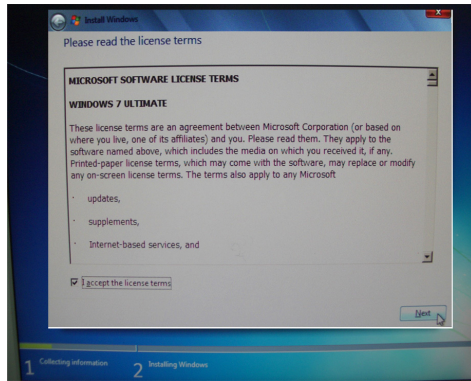 Install Windows
Please read the license terms
MICROSOFT SOFTWARE LICENSE TERMS
WINDOWS 7 ULTIMATE
These license terms are an agreement between Microsoft Corporation (or based on
where you live, one of its affiliates) and you. Please read them. They apply to the
software named above, which includes the media on which you received it, if any.
Printed-paper license terms, which may come with the software, may replace or modify
any on-screen license terms. The terms also apply to any Microsoft
· updates,
· supplements,
· Internet-based services, and
I accept the license terms
Next
1 Collecting information
2 Installing Windows